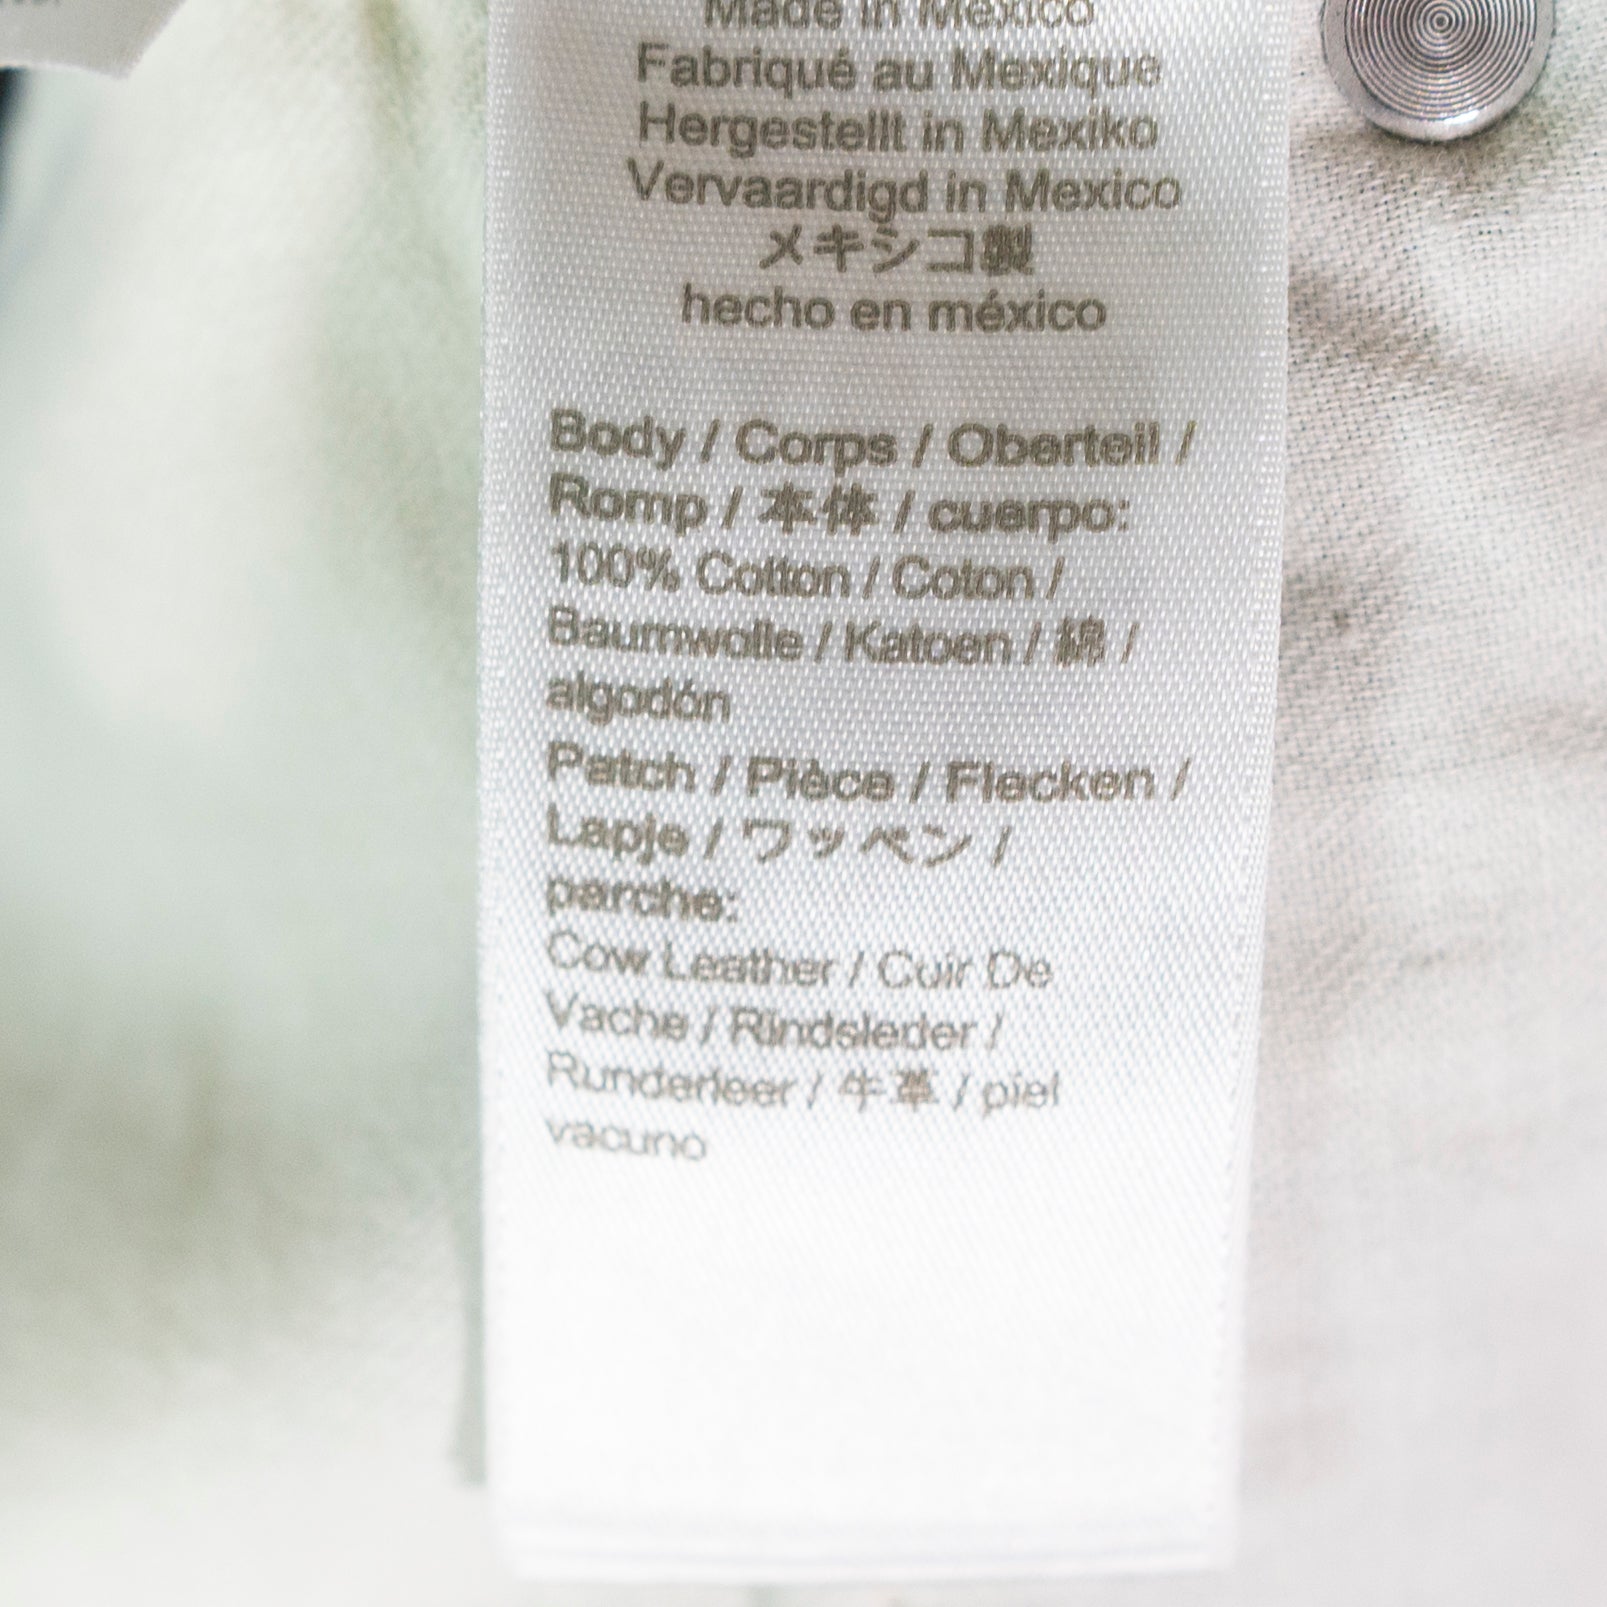 Made in Mexico
Fabriqué au Mexique
Hergestellt in Mexiko
Vervaardigd in Mexico
メキシコ製
hecho en méxico
Body / Corps / Oberteil /
Romp / 本体 / cuerpo:
100% Cotton / Coton /
Baumwolle / Katoen / 綿 /
algodón
Patch / Pièce / Flecken /
Lapje / ワッペン /
parche:
Cow Leather / Cuir De
Vache / Rindsleder /
Runderleer / 牛革 / piel
vacuno